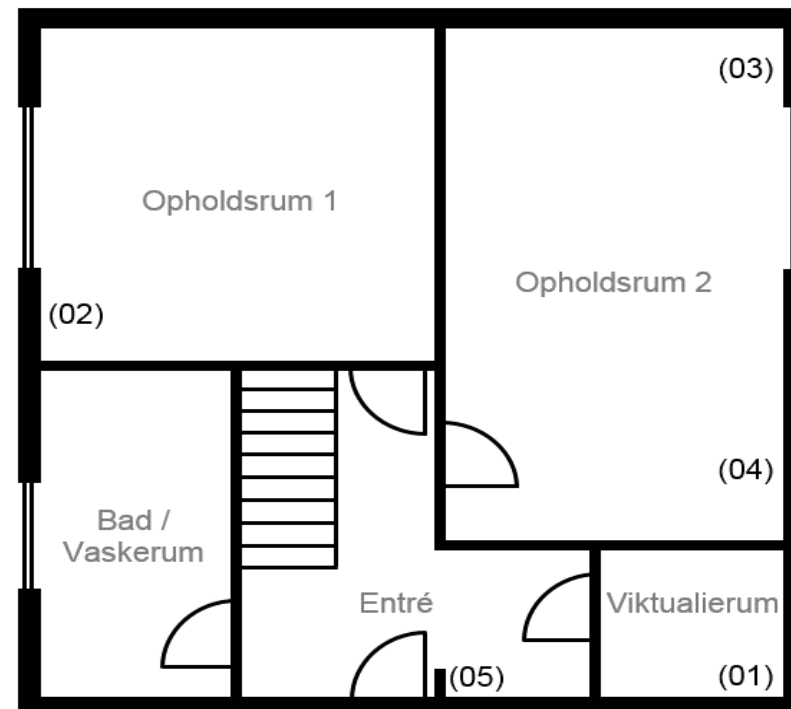 (03)
Opholdsrum 1
Opholdsrum 2
(02)
(04)
Bad /
Vaskerum
Entré
Viktualierum
(05)
(01)